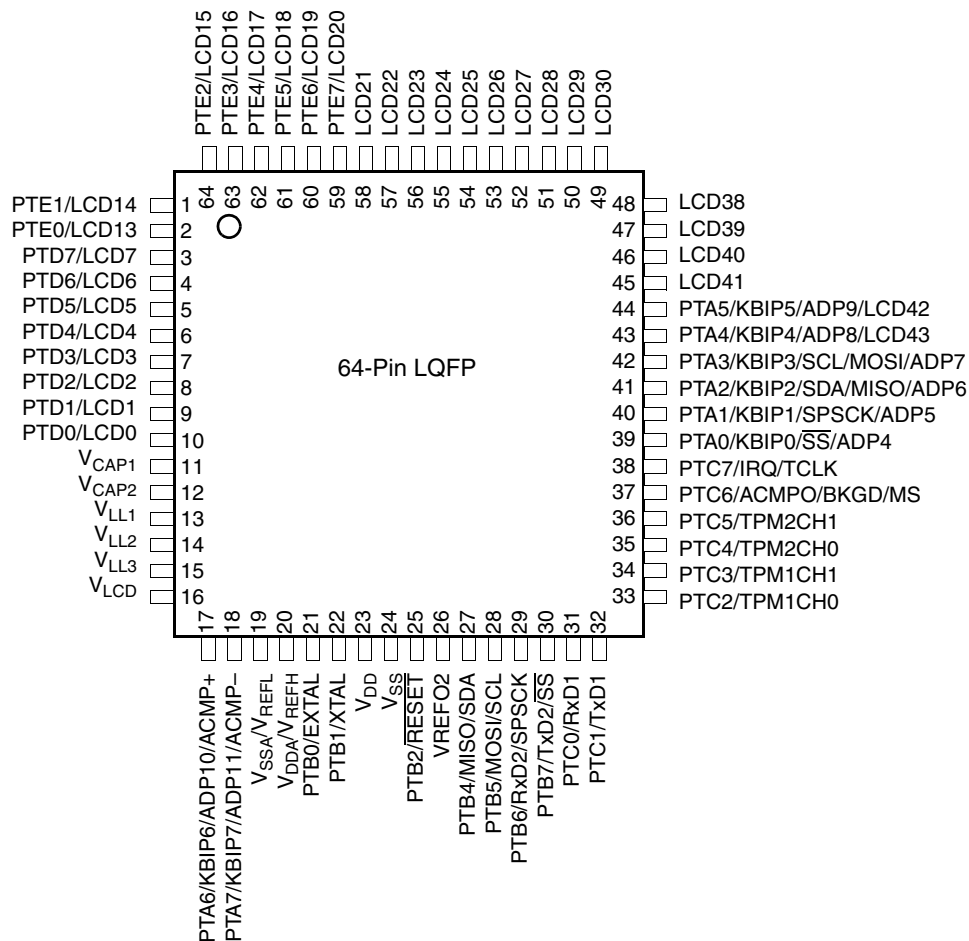 PTE2/LCD15
PTE3/LCD16
PTE4/LCD17
PTE5/LCD18
PTE6/LCD19
PTE7/LCD20
LCD21
LCD22
LCD23
LCD24
LCD25
LCD26
LCD27
LCD28
LCD29
LCD30
64
63
62
61
60
59
58
57
56
55
54
53
52
51
50
49
PTE1/LCD14 1
PTE0/LCD13 2
PTD7/LCD7 3
PTD6/LCD6 4
PTD5/LCD5 5
PTD4/LCD4 6
PTD3/LCD3 7
PTD2/LCD2 8
PTD1/LCD1 9
PTD0/LCD0 10
VCAP1 11
VCAP2 12
VLL1 13
VLL2 14
VLL3 15
VLCD 16
64-Pin LQFP
48 LCD38
47 LCD39
46 LCD40
45 LCD41
44 PTA5/KBIP5/ADP9/LCD42
43 PTA4/KBIP4/ADP8/LCD43
42 PTA3/KBIP3/SCL/MOSI/ADP7
41 PTA2/KBIP2/SDA/MISO/ADP6
40 PTA1/KBIP1/SPSCK/ADP5
39 PTA0/KBIP0/SS/ADP4
38 PTC7/IRQ/TCLK
37 PTC6/ACMPO/BKGD/MS
36 PTC5/TPM2CH1
35 PTC4/TPM2CH0
34 PTC3/TPM1CH1
33 PTC2/TPM1CH0
17
18
19
20
21
22
23
24
25
26
27
28
29
30
31
32
PTA6/KBIP6/ADP10/ACMP+
PTA7/KBIP7/ADP11/ACMP–
VSSA/VREFL
VDDA/VREFH
PTB0/EXTAL
PTB1/XTAL
VDD
VSS
PTB2/RESET
VREFO2
PTB4/MISO/SDA
PTB5/MOSI/SCL
PTB6/RxD2/SPSCK
PTB7/TxD2/SS
PTC0/RxD1
PTC1/TxD1